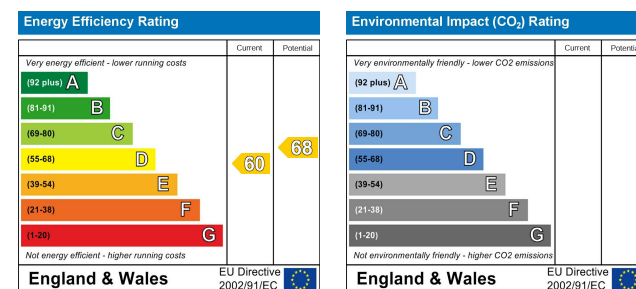 Energy Efficiency Rating
Current Potential
Very energy efficient - lower running costs
(92 plus) A
(81-91) B
(69-80) C
(55-68) D
(39-54) E
(21-38) F
(1-20) G
60
68
Not energy efficient - higher running costs
England & Wales
EU Directive
2002/91/EC
Environmental Impact (CO2) Rating
Current Potential
Very environmentally friendly - lower CO2 emissions
(92 plus) A
(81-91) B
(69-80) C
(55-68) D
(39-54) E
(21-38) F
(1-20) G
Not environmentally friendly - higher CO2 emissions
England & Wales
EU Directive
2002/91/EC